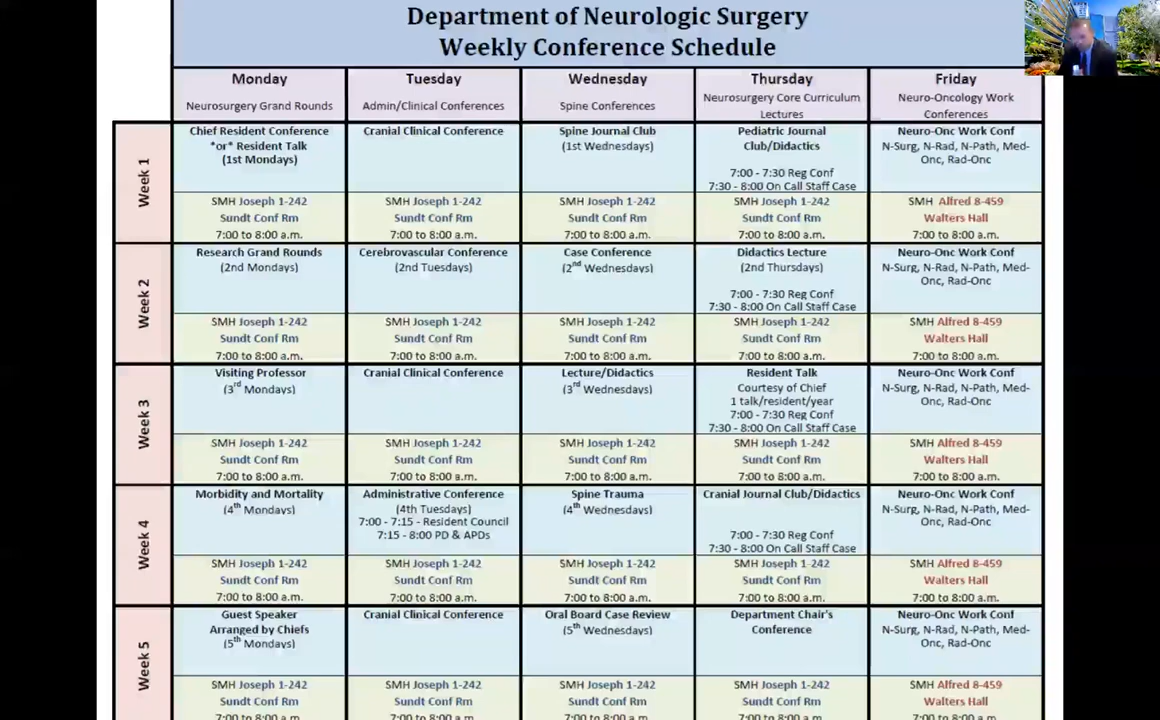 Department of Neurologic Surgery
Weekly Conference Schedule
Monday
Neurosurgery Grand Rounds
Tuesday
Admin/Clinical Conferences
Wednesday
Spine Conferences
Thursday
Neurosurgery Core Curriculum
Lectures
Friday
Neuro-Oncology Work
Conferences
Week 1
Chief Resident Conference
*or* Resident Talk
(1st Mondays)
Cranial Clinical Conference
Spine Journal Club
(1st Wednesdays)
Pediatric Journal
Club/Didactics
7:00 - 7:30 Reg Conf
7:30 - 8:00 On Call Staff Case
Neuro-Onc Work Conf
N-Surg, N-Rad, N-Path, Med-
Onc, Rad-Onc
SMH Joseph 1-242
Sundt Conf Rm
7:00 to 8:00 a.m.
SMH Joseph 1-242
Sundt Conf Rm
7:00 to 8:00 a.m.
SMH Joseph 1-242
Sundt Conf Rm
7:00 to 8:00 a.m.
SMH Joseph 1-242
Sundt Conf Rm
7:00 to 8:00 a.m.
SMH Alfred 8-459
Walters Hall
7:00 to 8:00 a.m.
Week 2
Research Grand Rounds
(2nd Mondays)
Cerebrovascular Conference
(2nd Tuesdays)
Case Conference
(2nd Wednesdays)
Didactics Lecture
(2nd Thursdays)
7:00 - 7:30 Reg Conf
7:30 - 8:00 On Call Staff Case
Neuro-Onc Work Conf
N-Surg, N-Rad, N-Path, Med-
Onc, Rad-Onc
SMH Joseph 1-242
Sundt Conf Rm
7:00 to 8:00 a.m.
SMH Joseph 1-242
Sundt Conf Rm
7:00 to 8:00 a.m.
SMH Joseph 1-242
Sundt Conf Rm
7:00 to 8:00 a.m.
SMH Joseph 1-242
Sundt Conf Rm
7:00 to 8:00 a.m.
SMH Alfred 8-459
Walters Hall
7:00 to 8:00 a.m.
Week 3
Visiting Professor
(3rd Mondays)
Cranial Clinical Conference
Lecture/Didactics
(3rd Wednesdays)
Resident Talk
Courtesy of Chief
1 talk/resident/year
7:00 - 7:30 Reg Conf
7:30 - 8:00 On Call Staff Case
Neuro-Onc Work Conf
N-Surg, N-Rad, N-Path, Med-
Onc, Rad-Onc
SMH Joseph 1-242
Sundt Conf Rm
7:00 to 8:00 a.m.
SMH Joseph 1-242
Sundt Conf Rm
7:00 to 8:00 a.m.
SMH Joseph 1-242
Sundt Conf Rm
7:00 to 8:00 a.m.
SMH Joseph 1-242
Sundt Conf Rm
7:00 to 8:00 a.m.
SMH Alfred 8-459
Walters Hall
7:00 to 8:00 a.m.
Week 4
Morbidity and Mortality
(4th Mondays)
Administrative Conference
(4th Tuesdays)
7:00 - 7:15 - Resident Council
7:15 - 8:00 PD & APDs
Spine Trauma
(4th Wednesdays)
Cranial Journal Club/Didactics
7:00 - 7:30 Reg Conf
7:30 - 8:00 On Call Staff Case
Neuro-Onc Work Conf
N-Surg, N-Rad, N-Path, Med-
Onc, Rad-Onc
SMH Joseph 1-242
Sundt Conf Rm
7:00 to 8:00 a.m.
SMH Joseph 1-242
Sundt Conf Rm
7:00 to 8:00 a.m.
SMH Joseph 1-242
Sundt Conf Rm
7:00 to 8:00 a.m.
SMH Joseph 1-242
Sundt Conf Rm
7:00 to 8:00 a.m.
SMH Alfred 8-459
Walters Hall
7:00 to 8:00 a.m.
Week 5
Guest Speaker
Arranged by Chiefs
(5th Mondays)
Cranial Clinical Conference
Oral Board Case Review
(5th Wednesdays)
Department Chair's
Conference
Neuro-Onc Work Conf
N-Surg, N-Rad, N-Path, Med-
Onc, Rad-Onc
SMH Joseph 1-242
Sundt Conf Rm
7:00 to 8:00 a.m.
SMH Joseph 1-242
Sundt Conf Rm
7:00 to 8:00 a.m.
SMH Joseph 1-242
Sundt Conf Rm
7:00 to 8:00 a.m.
SMH Joseph 1-242
Sundt Conf Rm
7:00 to 8:00 a.m.
SMH Alfred 8-459
Walters Hall
7:00 to 8:00 a.m.